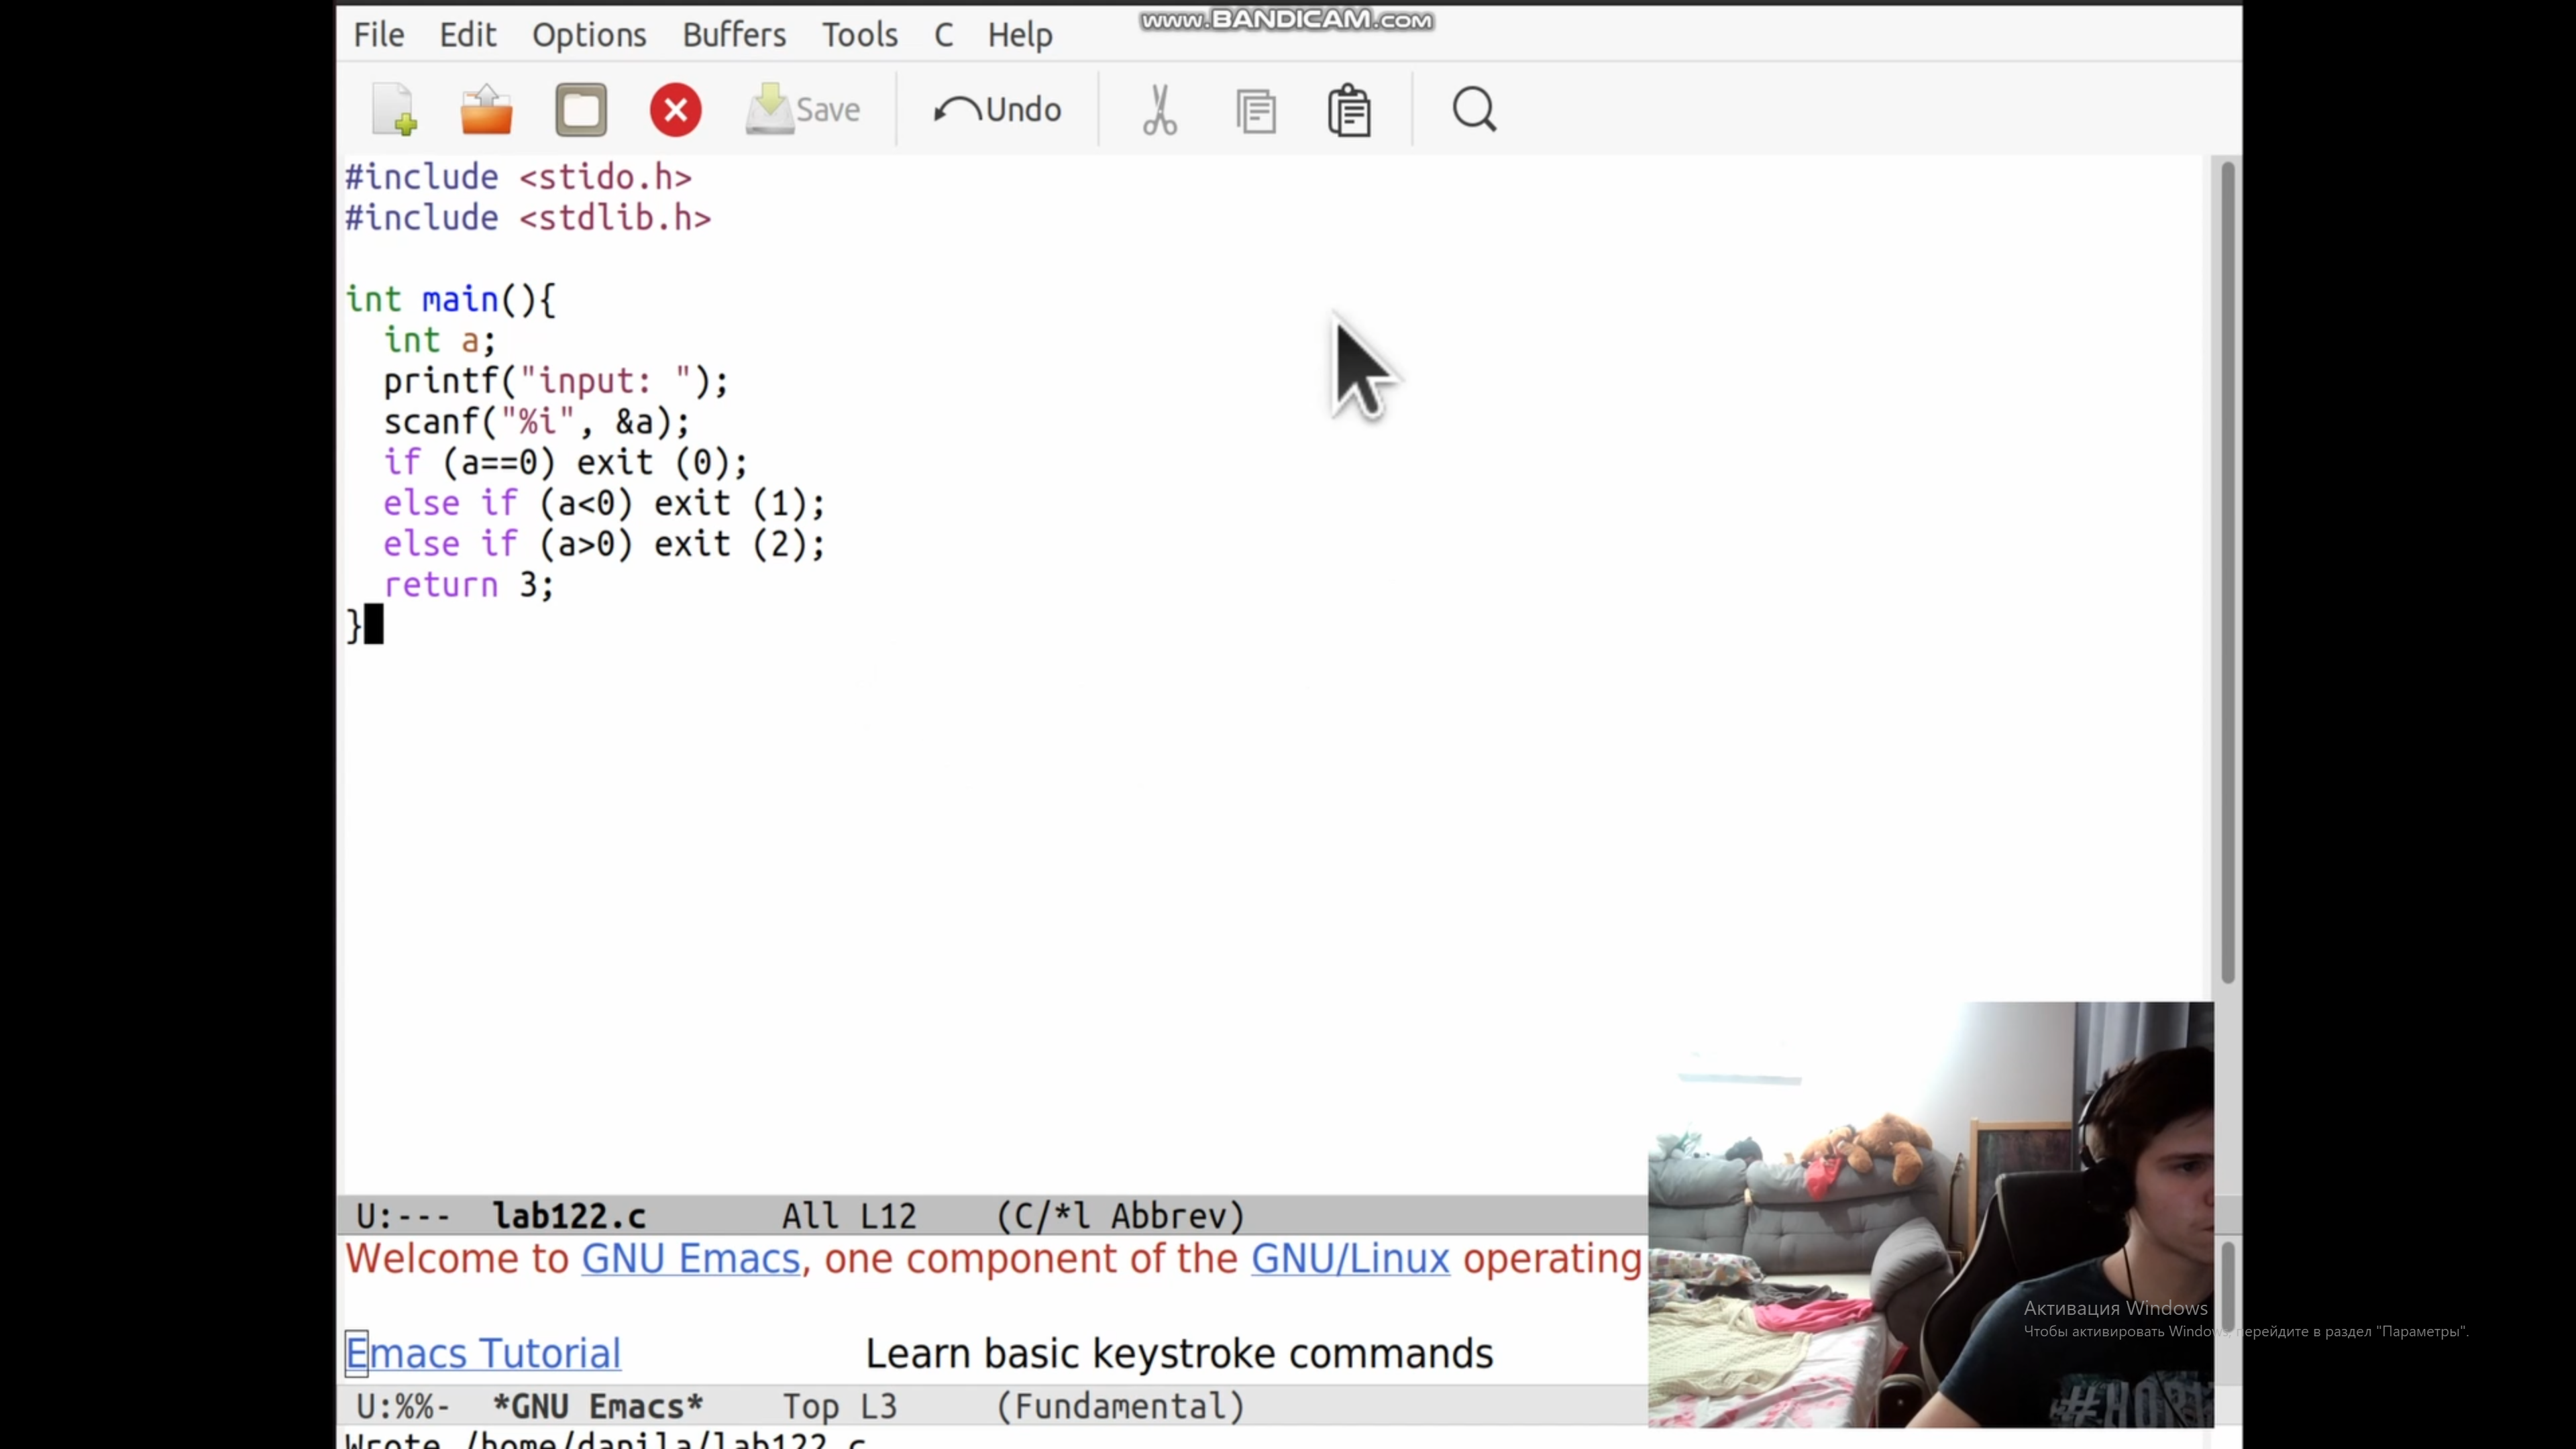 www.BANDICAM.com
File Edit Options Buffers Tools C Help
Save Undo
#include <stido.h>
#include <stdlib.h>
int main(){
int a;
printf("input: ");
scanf("%i", &a);
if (a==0) exit (0);
else if (a<0) exit (1);
else if (a>0) exit (2);
return 3;
}
U:--- lab122.c All L12 (C/*l Abbrev)
Welcome to GNU Emacs, one component of the GNU/Linux operating
Emacs Tutorial Learn basic keystroke commands
U:%%- *GNU Emacs* Top L3 (Fundamental)
Wrote /home/danila/lab122.c
Активация Windows
Чтобы активировать Windows, перейдите в раздел "Параметры".